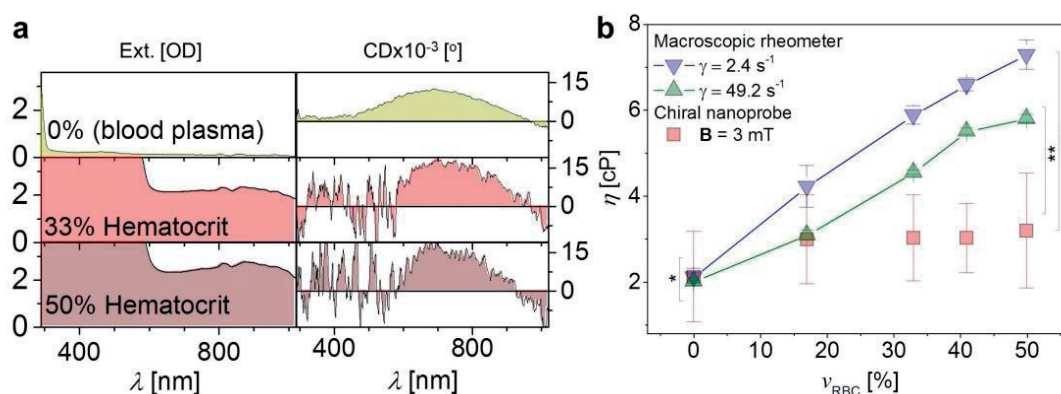 a
Ext. [OD]
CDx10⁻³ [°]
b
2
0% (blood plasma)
15
0
0
2
33% Hematocrit
15
0
0
2
50% Hematocrit
15
0
0
400 800
400 800
λ [nm]
λ [nm]
8
6
4
2
η [cP]
Macroscopic rheometer
γ = 2.4 s⁻¹
γ = 49.2 s⁻¹
Chiral nanoprobe
B = 3 mT
*
**
0 10 20 30 40 50
v_RBC [%]